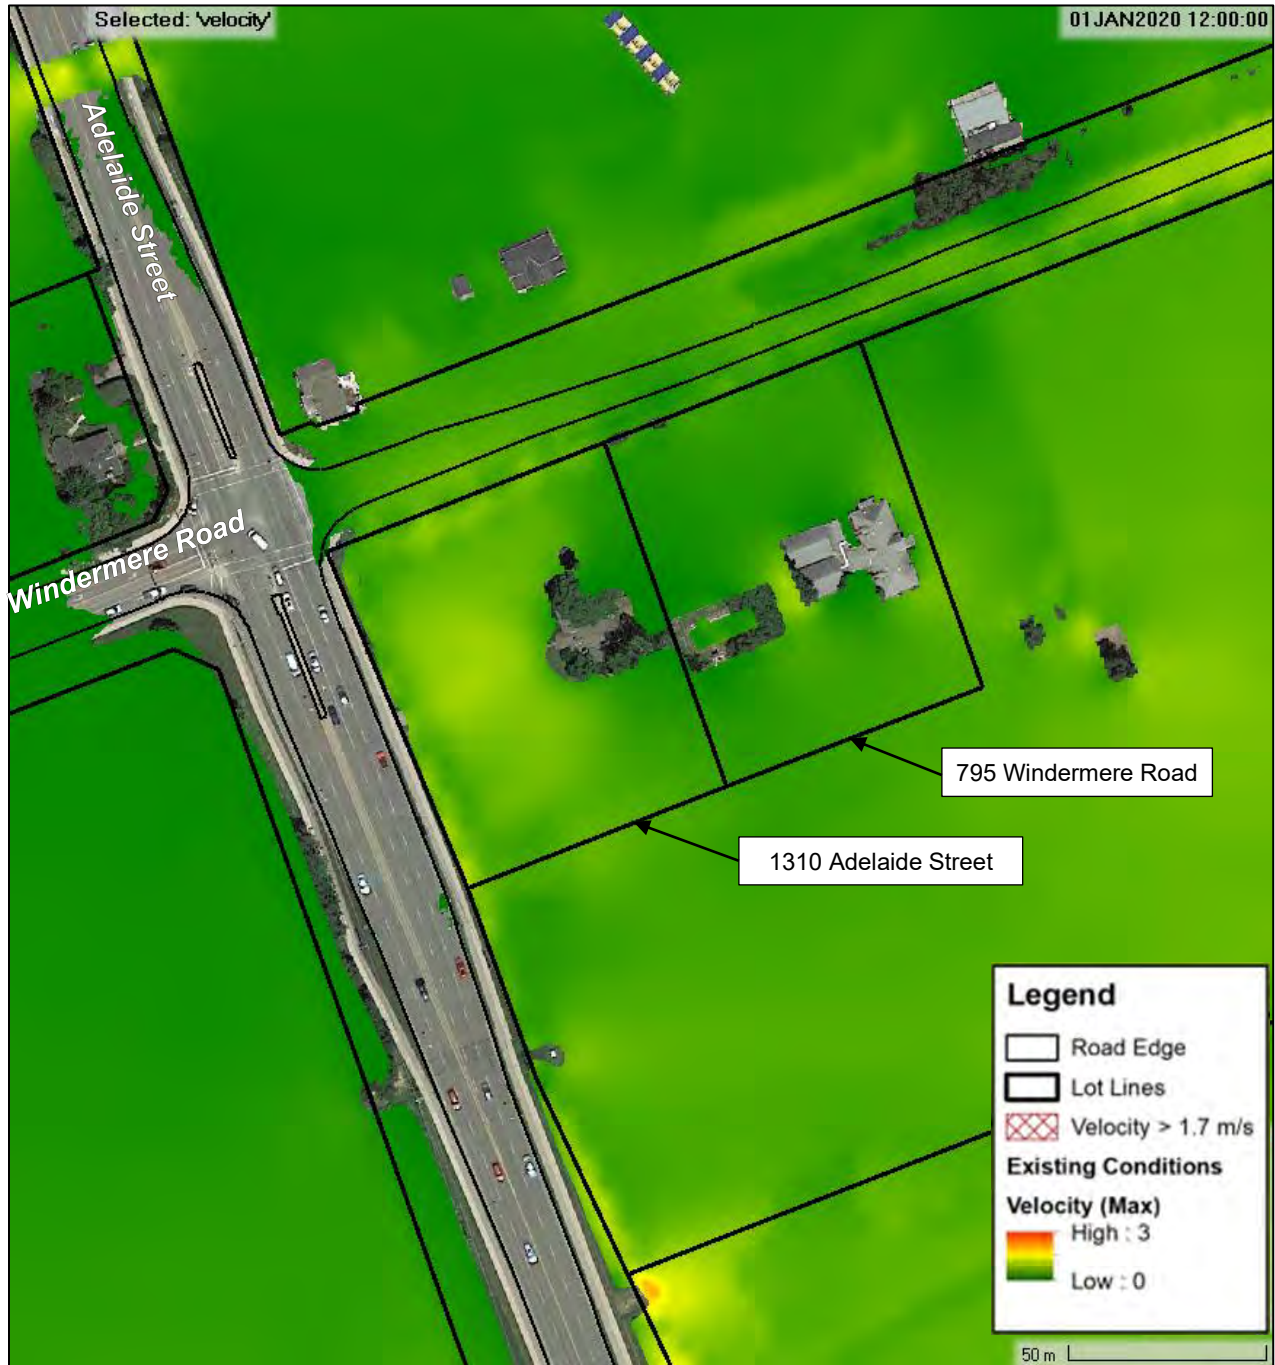 Selected: 'velocity'
01JAN2020 12:00:00
Adelaide Street
Windermere Road
795 Windermere Road
1310 Adelaide Street
Legend
Road Edge
Lot Lines
Velocity > 1.7 m/s
Existing Conditions
Velocity (Max)
High : 3
Low : 0
50 m